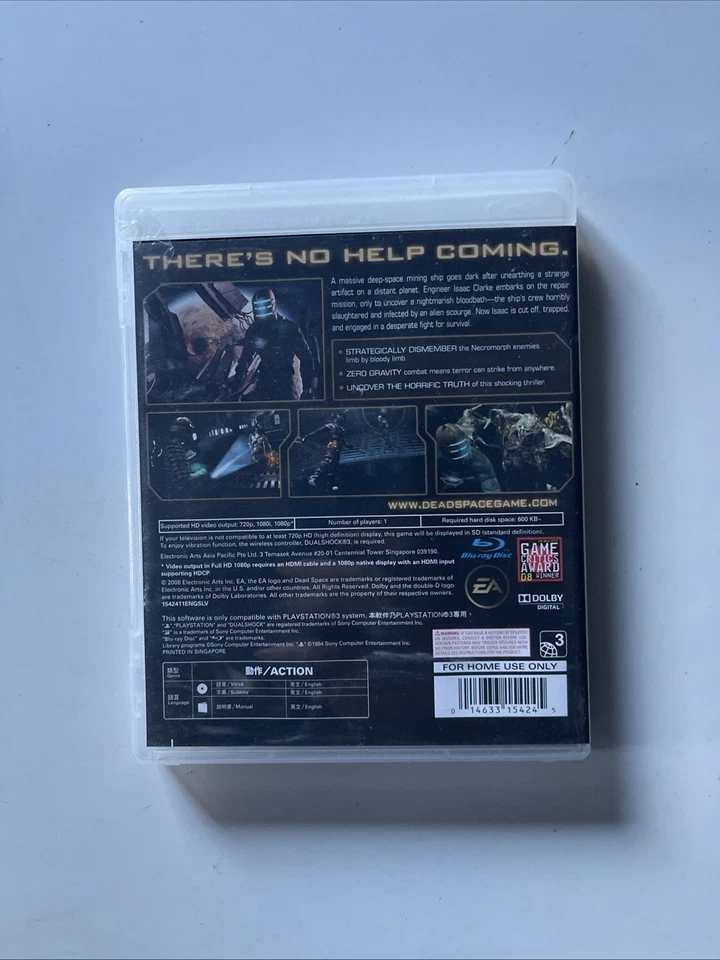 THERE'S NO HELP COMING.
A massive deep-space mining ship goes dark after unearthing a strange
artifact on a distant planet. Engineer Isaac Clarke embarks on the repair
mission, only to uncover a nightmarish bloodbath—the ship's crew horribly
slaughtered and infected by an alien scourge. Now Isaac is cut off, trapped,
and engaged in a desperate fight for survival.
STRATEGICALLY DISMEMBER the Necromorph enemies
limb by bloody limb.
ZERO GRAVITY combat means terror can strike from anywhere.
UNCOVER THE HORRIFIC TRUTH of this shocking thriller.
WWW.DEADSPACEGAME.COM
Supported HD video output: 720p, 1080i, 1080p*
Number of players: 1
Required hard disk space: 600 KB~
If your television is not compatible to at least 720p HD (high definition) display, this game will be displayed in SD (standard definition).
To enjoy vibration function, the wireless controller, DUALSHOCK®3, is required.
Electronic Arts Asia Pacific Pte Ltd. 3 Temasek Avenue #20-01 Centennial Tower Singapore 039190.
* Video output in Full HD 1080p requires an HDMI cable and a 1080p native display with an HDMI input
supporting HDCP.
© 2008 Electronic Arts Inc. EA, the EA logo and Dead Space are trademarks or registered trademarks of
Electronic Arts Inc. in the U.S. and/or other countries. All Rights Reserved. Dolby and the double-D logo
are trademarks of Dolby Laboratories. All other trademarks are the property of their respective owners.
1542411ENGSLV
Blu-ray Disc
GAME
CRITICS
AWARD
08 WINNER
EA
DOLBY
DIGITAL
This software is only compatible with PLAYSTATION®3 system. 本軟件乃PLAYSTATION®3專用。
"PLAYSTATION" and "DUALSHOCK" are registered trademarks of Sony Computer Entertainment Inc.
is a trademark of Sony Computer Entertainment Inc.
"Blu-ray Disc" and are trademarks.
Library programs ©Sony Computer Entertainment Inc. ©1994 Sony Computer Entertainment Inc.
PRINTED IN SINGAPORE
3
FOR HOME USE ONLY
類型
Genre
動作/ACTION
語言
Language
語音/Voice
英文/English
字幕/Subtitle
英文/English
說明書/Manual
英文/English
0 14633 15424 5